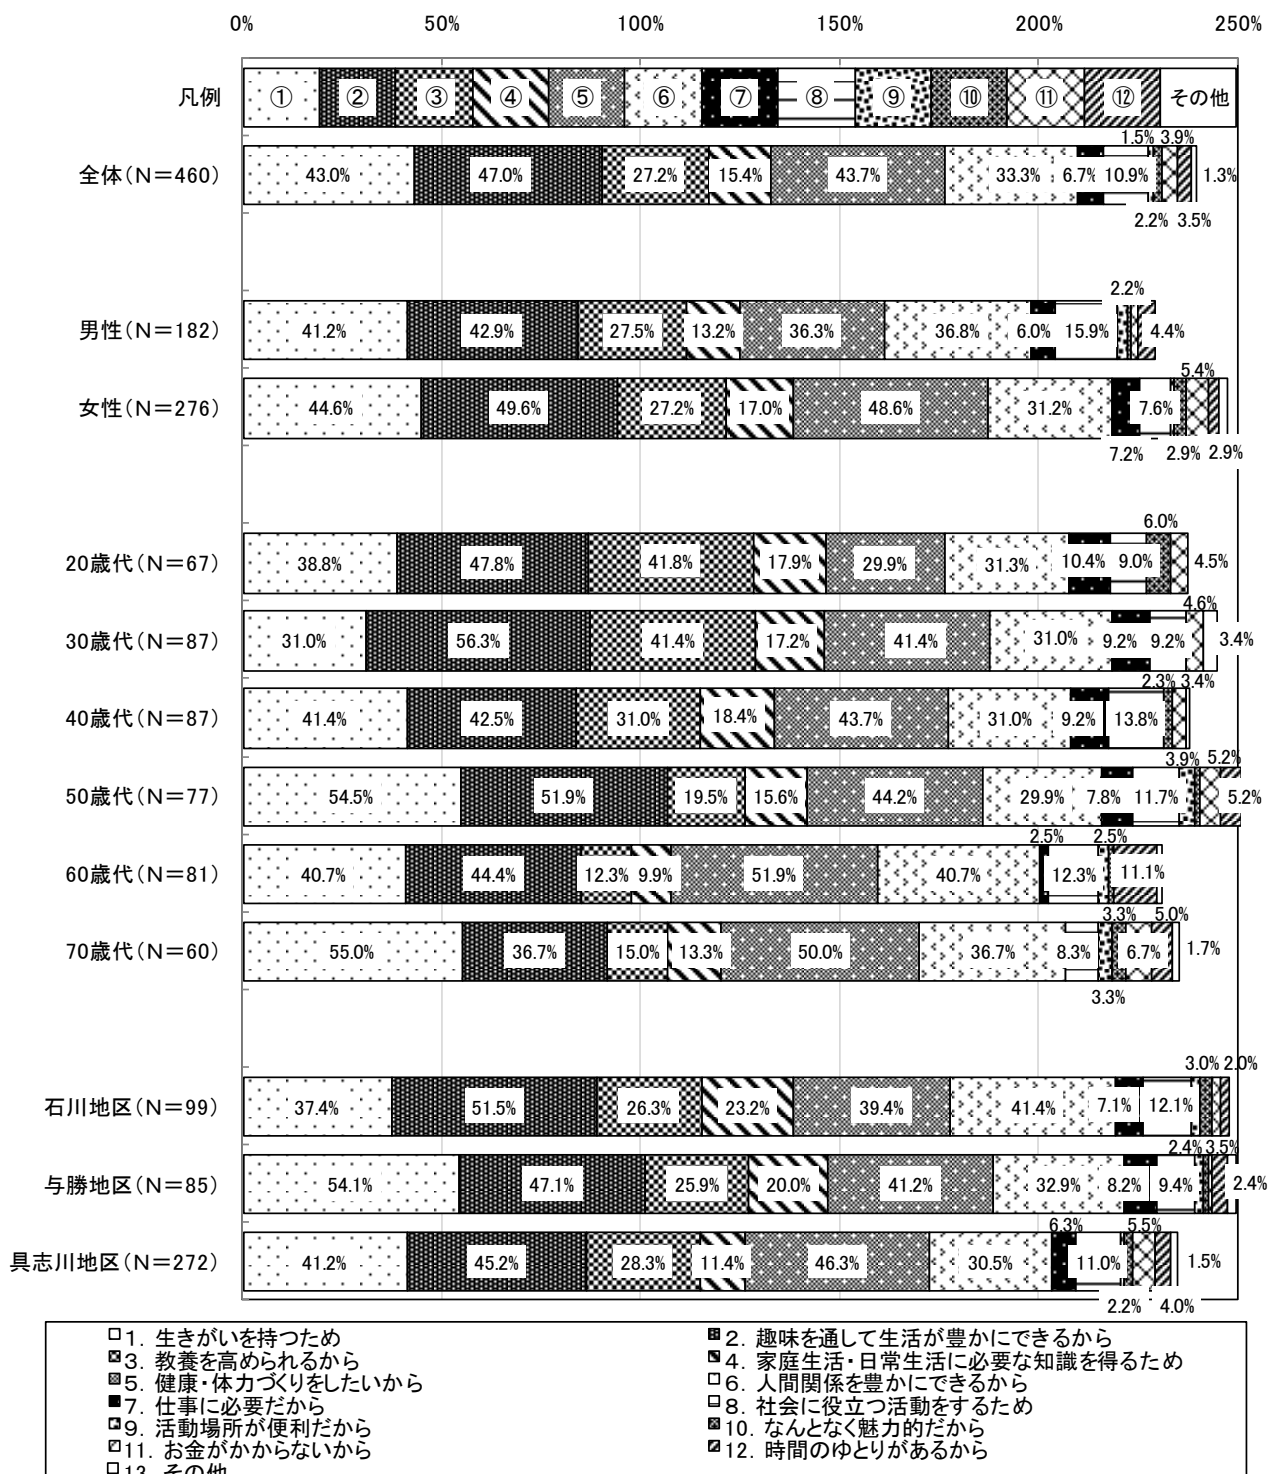 0% 50% 100% 150% 200% 250%
凡例 ① ② ③ ④ ⑤ ⑥ ⑦ ⑧ ⑨ ⑩ ⑪ ⑫ その他
1.5% 3.9%
全体(N=460) 43.0% 47.0% 27.2% 15.4% 43.7% 33.3% 6.7% 10.9% 1.3%
2.2% 3.5%
2.2%
男性(N=182) 41.2% 42.9% 27.5% 13.2% 36.3% 36.8% 6.0% 15.9% 4.4%
5.4%
女性(N=276) 44.6% 49.6% 27.2% 17.0% 48.6% 31.2% 7.6%
7.2% 2.9% 2.9%
6.0%
20歳代(N=67) 38.8% 47.8% 41.8% 17.9% 29.9% 31.3% 10.4% 9.0% 4.5%
4.6%
30歳代(N=87) 31.0% 56.3% 41.4% 17.2% 41.4% 31.0% 9.2% 9.2% 3.4%
2.3% 3.4%
40歳代(N=87) 41.4% 42.5% 31.0% 18.4% 43.7% 31.0% 9.2% 13.8%
3.9% 5.2%
50歳代(N=77) 54.5% 51.9% 19.5% 15.6% 44.2% 29.9% 7.8% 11.7% 5.2%
2.5% 2.5%
60歳代(N=81) 40.7% 44.4% 12.3% 9.9% 51.9% 40.7% 12.3% 11.1%
3.3% 5.0%
70歳代(N=60) 55.0% 36.7% 15.0% 13.3% 50.0% 36.7% 8.3% 6.7% 1.7%
3.3%
3.0% 2.0%
石川地区(N=99) 37.4% 51.5% 26.3% 23.2% 39.4% 41.4% 7.1% 12.1%
2.4% 3.5%
与勝地区(N=85) 54.1% 47.1% 25.9% 20.0% 41.2% 32.9% 8.2% 9.4% 2.4%
6.3% 5.5%
具志川地区(N=272) 41.2% 45.2% 28.3% 11.4% 46.3% 30.5% 11.0% 1.5%
2.2% 4.0%
1. 生きがいを持つため 2. 趣味を通して生活が豊かにできるから
3. 教養を高められるから 4. 家庭生活・日常生活に必要な知識を得るため
5. 健康・体力づくりをしたいから 6. 人間関係を豊かにできるから
7. 仕事に必要だから 8. 社会に役立つ活動をするため
9. 活動場所が便利だから 10. なんとなく魅力的だから
11. お金がかからないから 12. 時間のゆとりがあるから
13. その他